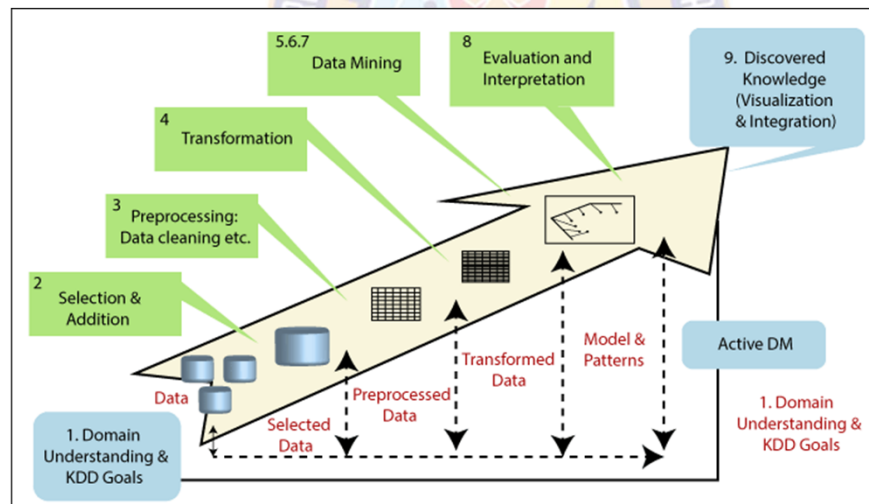 5.6.7
Data Mining
8
Evaluation and
Interpretation
9. Discovered
Knowledge
(Visualization
& Integration)
4
Transformation
3
Preprocessing:
Data cleaning etc.
2
Selection &
Addition
Data
Selected
Data
Preprocessed
Data
Transformed
Data
Model &
Patterns
Active DM
1. Domain
Understanding &
KDD Goals
1. Domain
Understanding &
KDD Goals